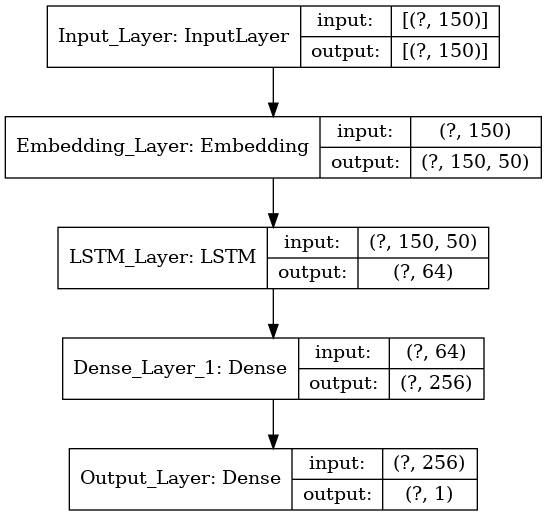 Input_Layer: InputLayer
input: [(?, 150)]
output: [(?, 150)]
Embedding_Layer: Embedding
input: (?, 150)
output: (?, 150, 50)
LSTM_Layer: LSTM
input: (?, 150, 50)
output: (?, 64)
Dense_Layer_1: Dense
input: (?, 64)
output: (?, 256)
Output_Layer: Dense
input: (?, 256)
output: (?, 1)